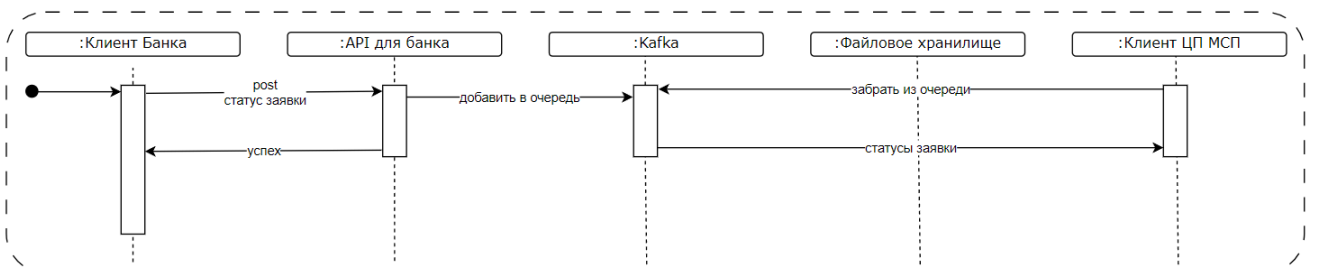 :Клиент Банка
:API для банка
:Kafka
:Файловое хранилище
:Клиент ЦП МСП
post
статус заявки
добавить в очередь
забрать из очереди
успех
статусы заявки